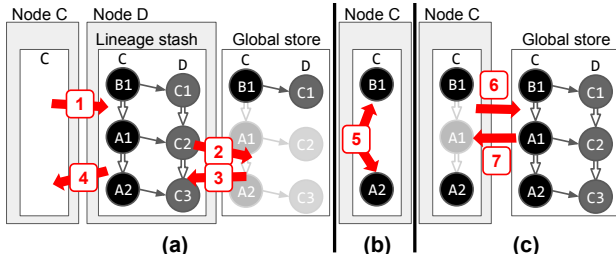 Node C
Node D
Node C
Node C
Lineage stash
Global store
Global store
C
C
D
C
D
C
C
C
D
B1
C1
B1
C1
B1
B1
B1
C1
1
6
A1
C2
2
A1
C2
5
A1
7
A1
C2
4
3
A2
C3
A2
C3
A2
A2
A2
C3
(a)
(b)
(c)